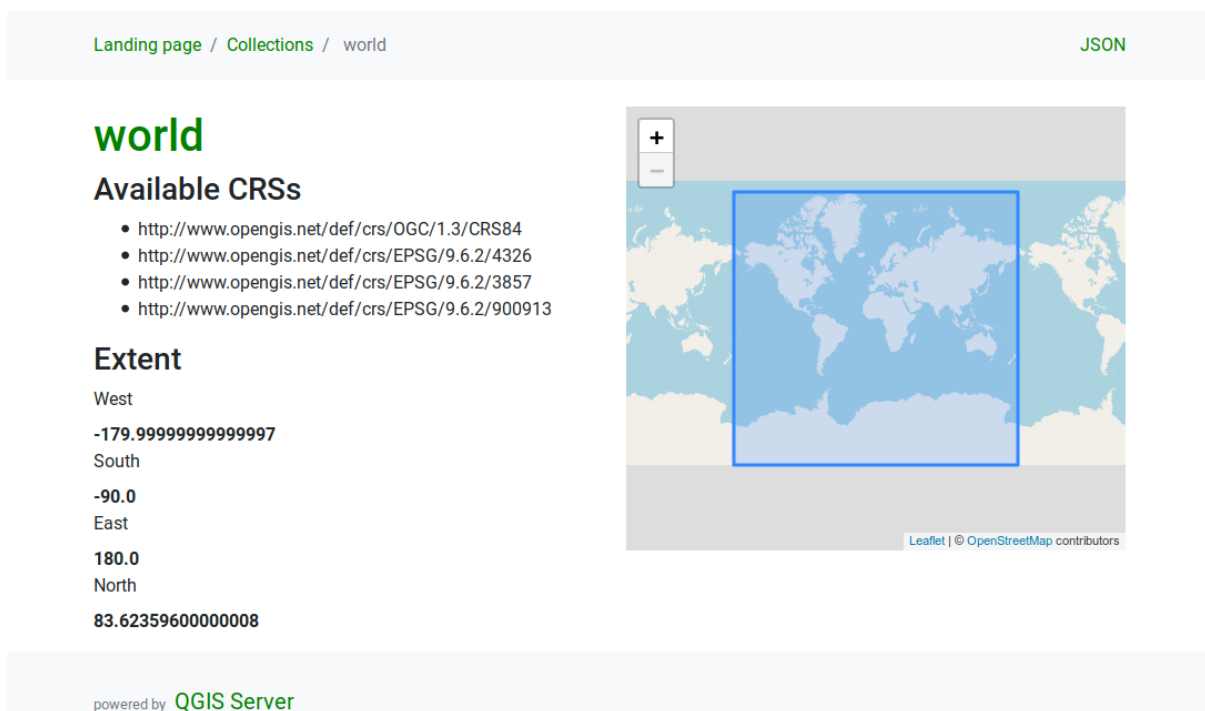 Landing page / Collections / world
JSON
world
Available CRSs
http://www.opengis.net/def/crs/OGC/1.3/CRS84
http://www.opengis.net/def/crs/EPSG/9.6.2/4326
http://www.opengis.net/def/crs/EPSG/9.6.2/3857
http://www.opengis.net/def/crs/EPSG/9.6.2/900913
Extent
West
-179.99999999999997
South
-90.0
East
180.0
North
83.62359600000008
+
−
Leaflet | © OpenStreetMap contributors
powered by QGIS Server